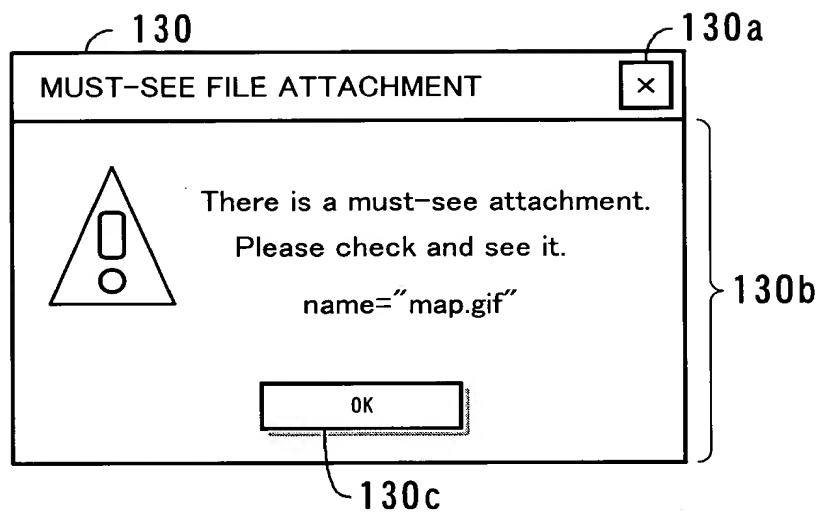 130
130a
MUST-SEE FILE ATTACHMENT
×
There is a must-see attachment.
Please check and see it.
name="map.gif"
130b
OK
130c